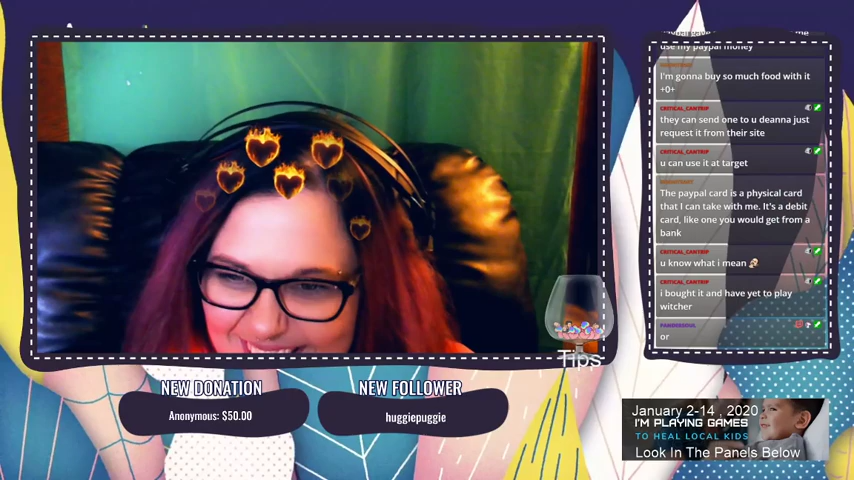 use my paypal money
I'm gonna buy so much food with it
+0+
CRITICAL_CANTRIP
they can send one to u deanna just
request it from their site
CRITICAL_CANTRIP
u can use it at target
The paypal card is a physical card
that I can take with me. It's a debit
card, like one you would get from a
bank
CRITICAL_CANTRIP
u know what i mean
CRITICAL_CANTRIP
i bought it and have yet to play
witcher
or
Tips
NEW DONATION
Anonymous: $50.00
NEW FOLLOWER
huggiepuggie
January 2-14 , 2020
I'M PLAYING GAMES
TO HEAL LOCAL KIDS
Look In The Panels Below